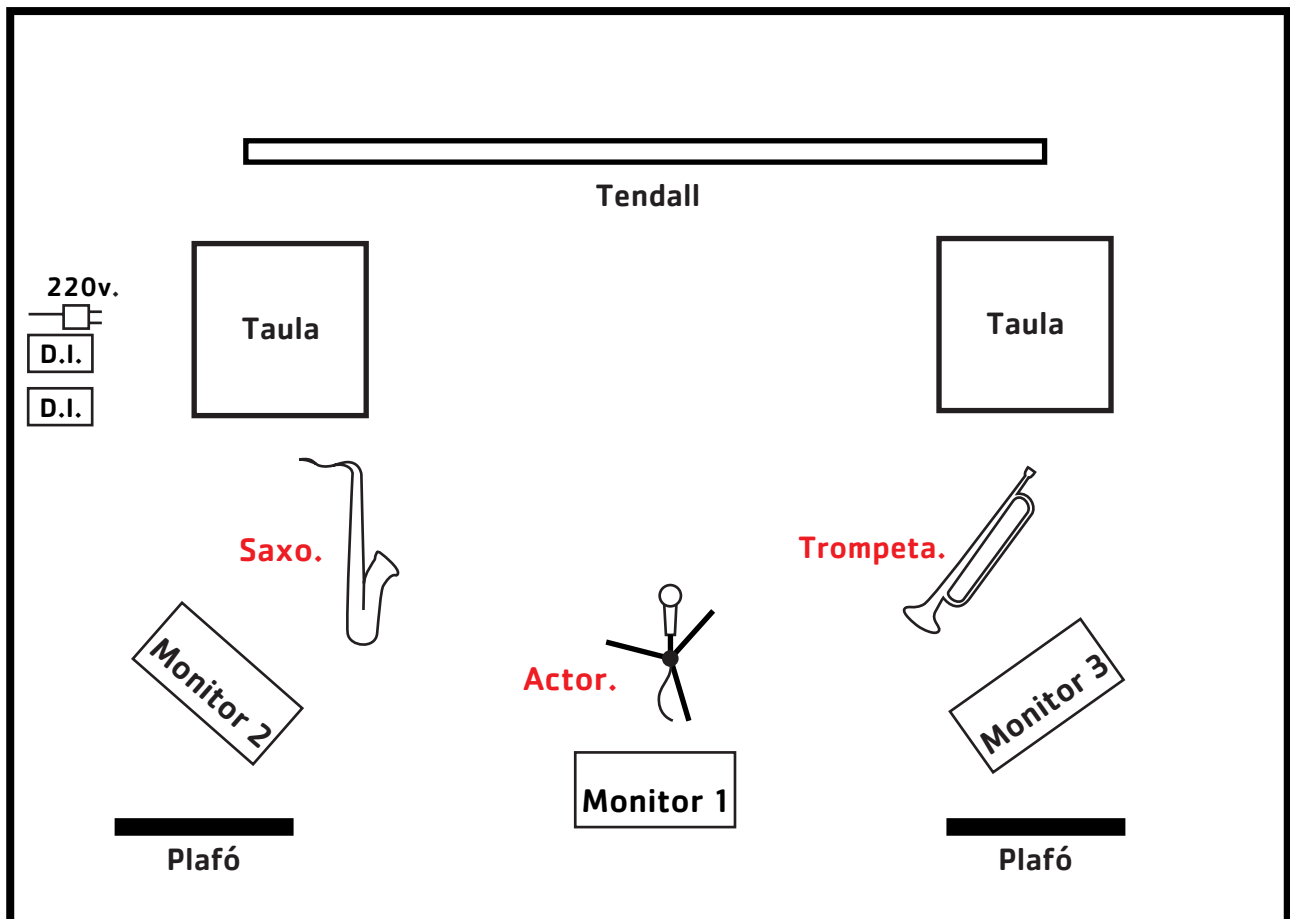 Tendall
220v.
Taula
Taula
D.I.
D.I.
Saxo.
Trompeta.
Actor.
Monitor 2
Monitor 3
Monitor 1
Plafó
Plafó